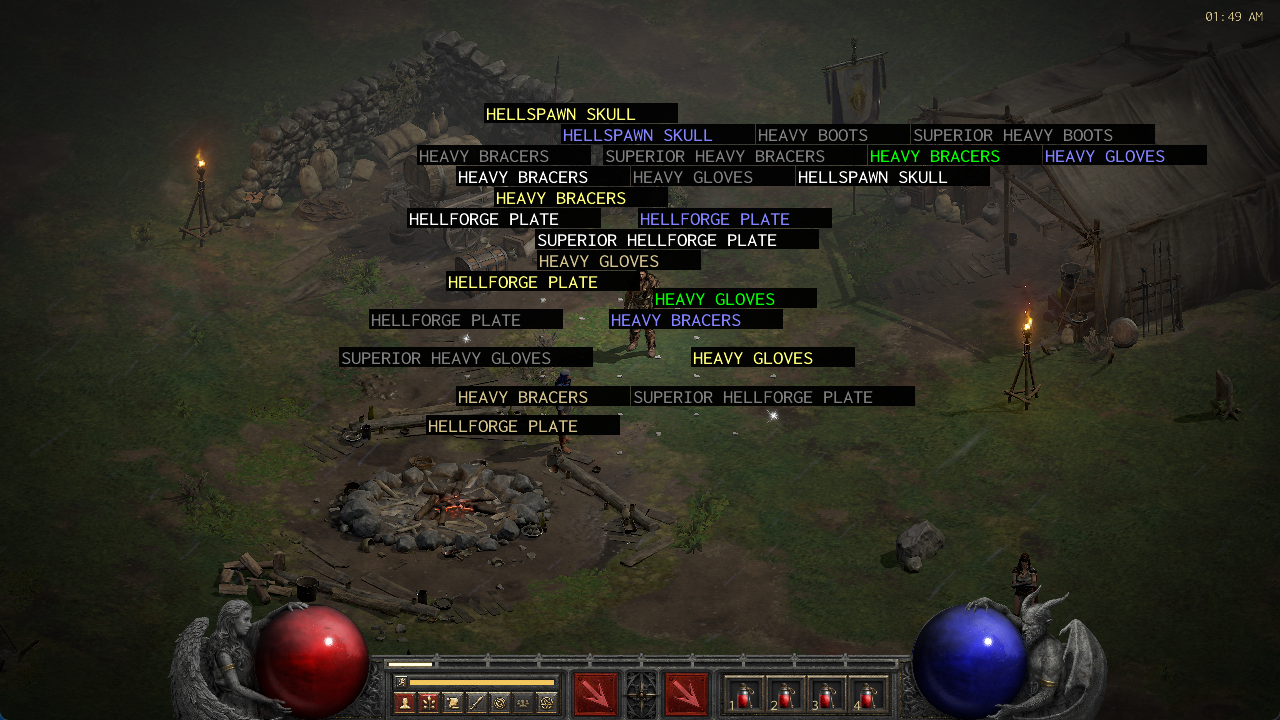 01:49 AM
HELLSPAWN SKULL
HELLSPAWN SKULL HEAVY BOOTS SUPERIOR HEAVY BOOTS
HEAVY BRACERS SUPERIOR HEAVY BRACERS HEAVY BRACERS HEAVY GLOVES
HEAVY BRACERS HEAVY GLOVES HELLSPAWN SKULL
HEAVY BRACERS
HELLFORGE PLATE HELLFORGE PLATE
SUPERIOR HELLFORGE PLATE
HEAVY GLOVES
HELLFORGE PLATE
HEAVY GLOVES
HELLFORGE PLATE HEAVY BRACERS
SUPERIOR HEAVY GLOVES HEAVY GLOVES
HEAVY BRACERS SUPERIOR HELLFORGE PLATE
HELLFORGE PLATE
1 2 3 4